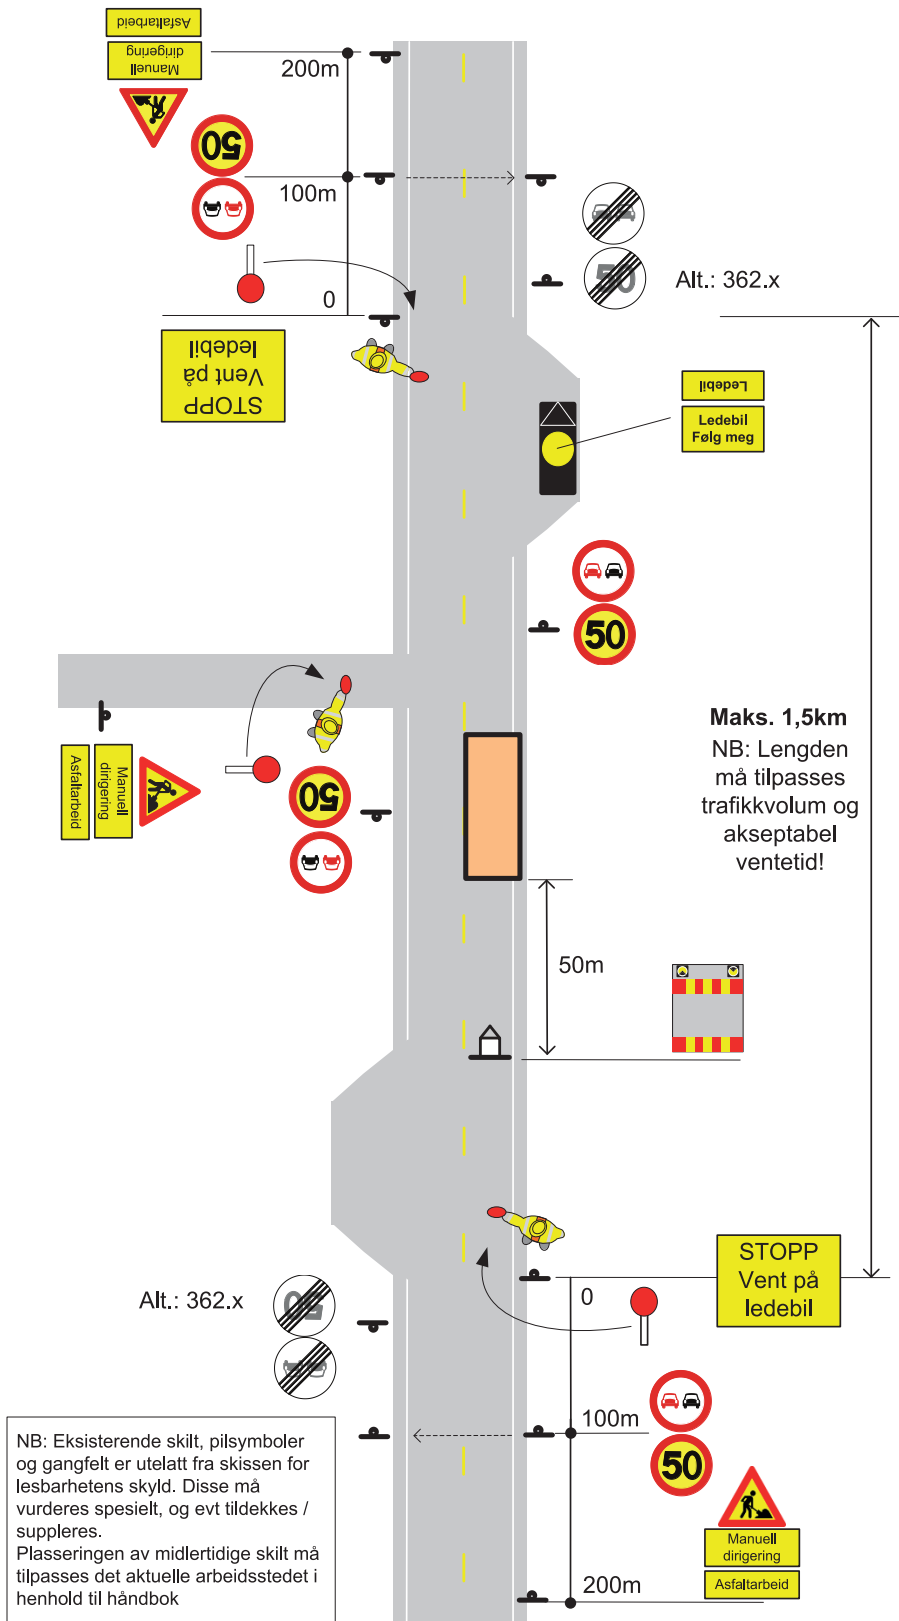 Asfaltarbeid
Manuell
dirigering
200m
50
100m
0
STOPP
Vent på
ledebil
50
Alt.: 362.x
Ledebil
Ledebil
Følg meg
50
Maks. 1,5km
NB: Lengden
må tilpasses
trafikkvolum og
akseptabel
ventetid!
Manuell
dirigering
Asfaltarbeid
50
50m
STOPP
Vent på
ledebil
0
Alt.: 362.x
50
100m
50
Manuell
dirigering
Asfaltarbeid
200m
NB: Eksisterende skilt, pilsymboler
og gangfelt er utelatt fra skissen for
lesbarhetens skyld. Disse må
vurderes spesielt, og evt tildekkes /
suppleres.
Plasseringen av midlertidige skilt må
tilpasses det aktuelle arbeidsstedet i
henhold til håndbok